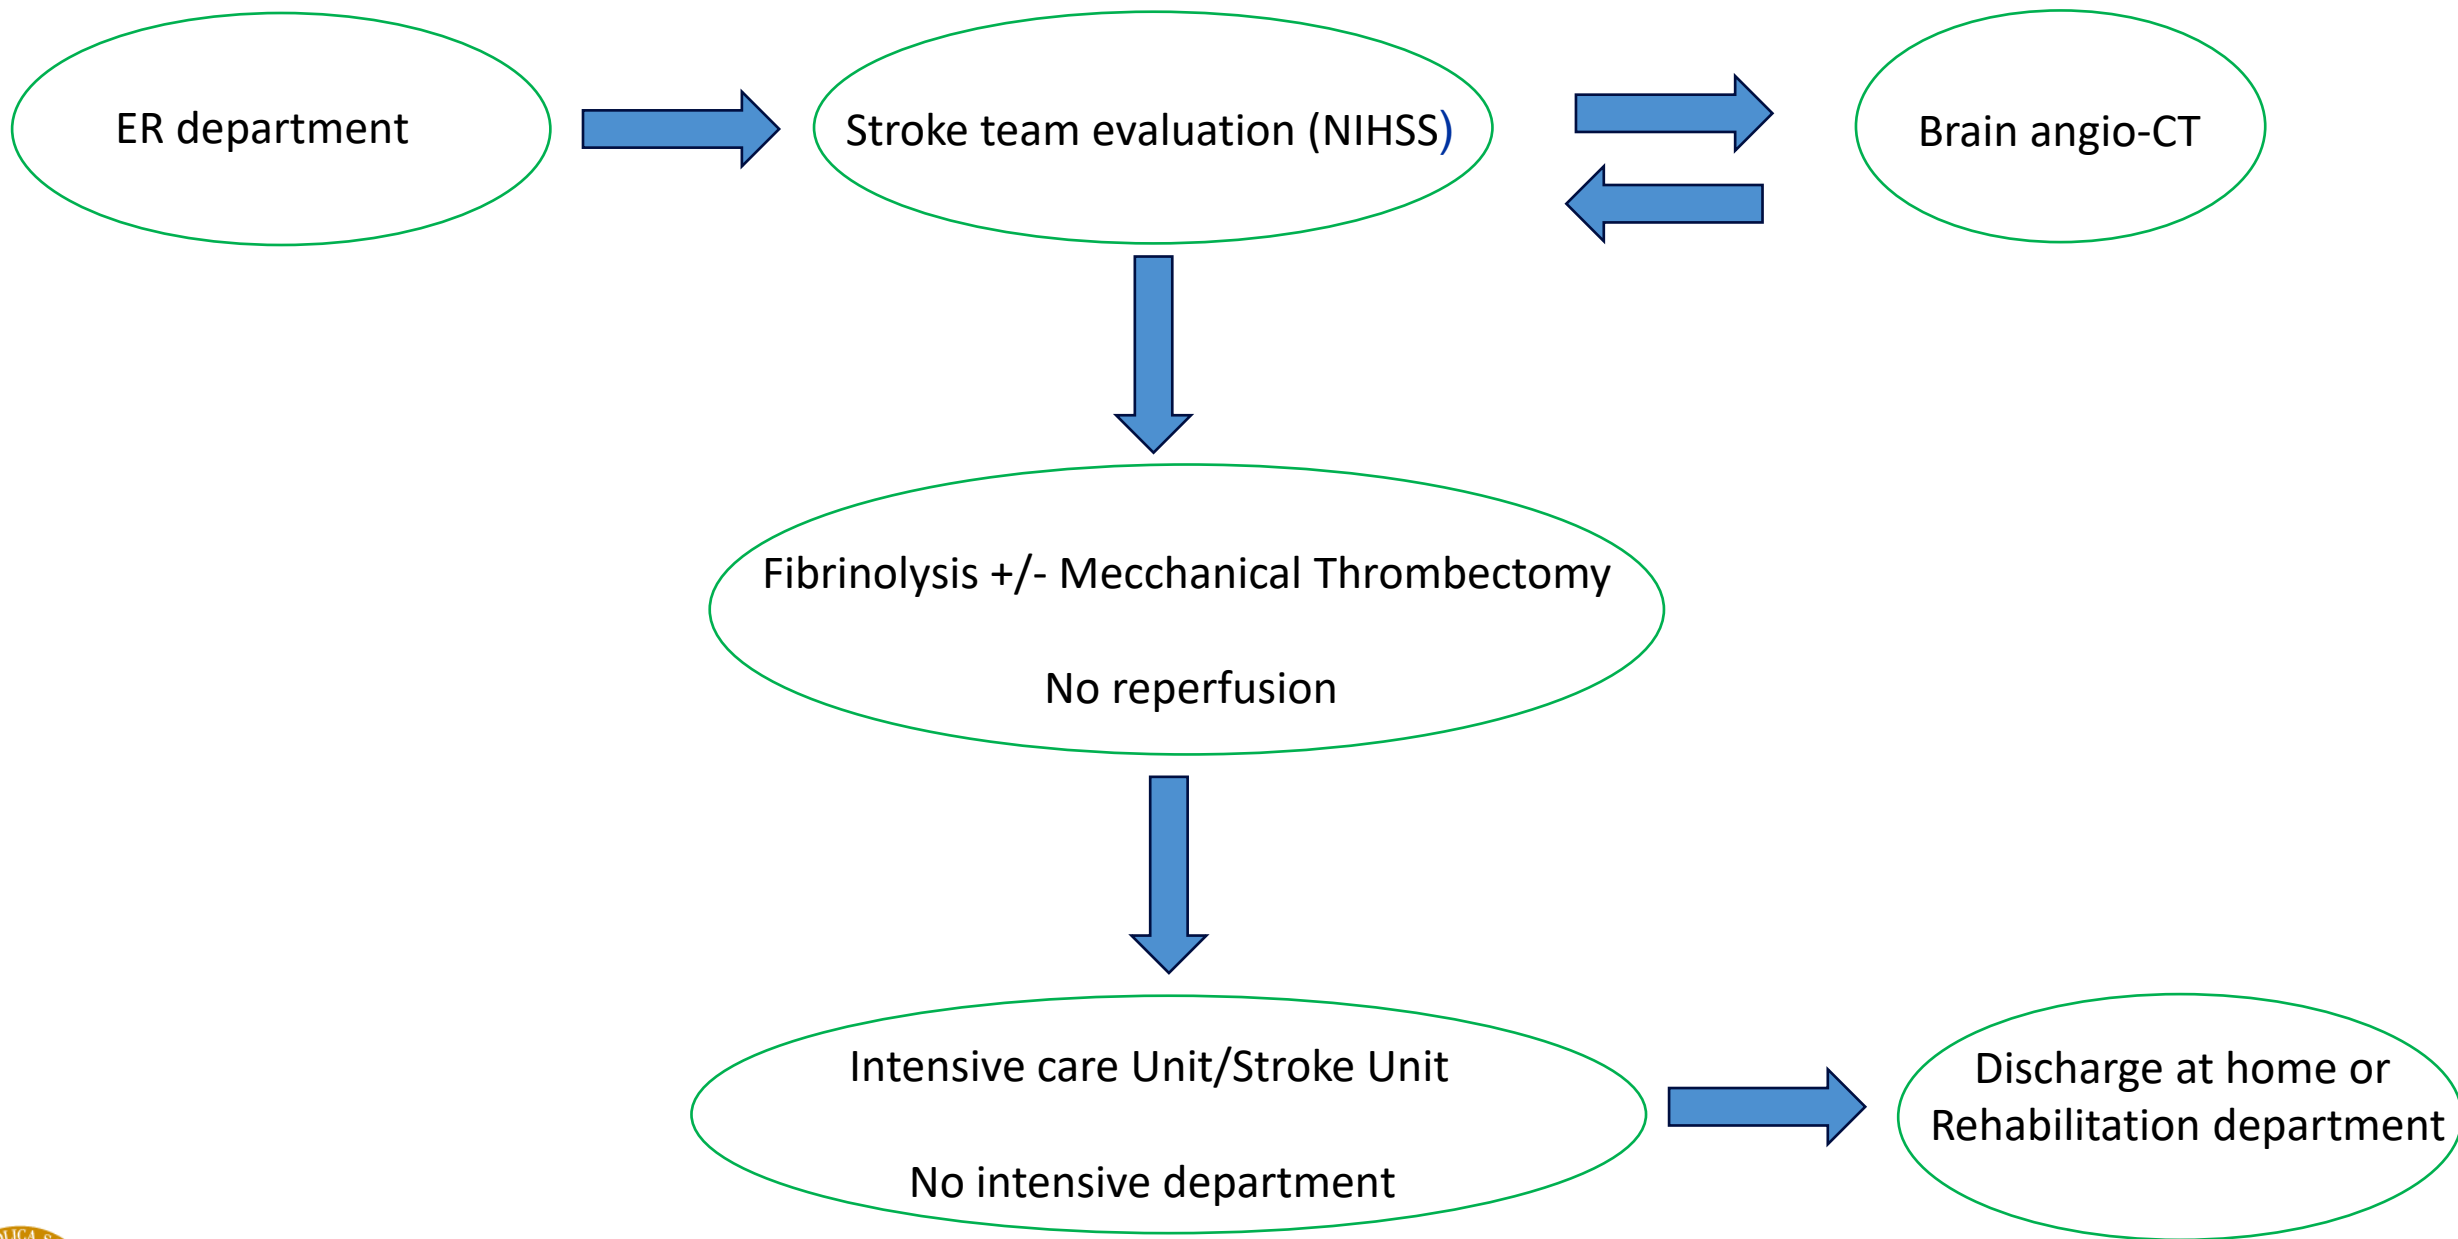 ER department
Stroke team evaluation (NIHSS)
Brain angio-CT
Fibrinolysis +/- Mecchanical Thrombectomy
No reperfusion
Intensive care Unit/Stroke Unit
No intensive department
Discharge at home or
Rehabilitation department